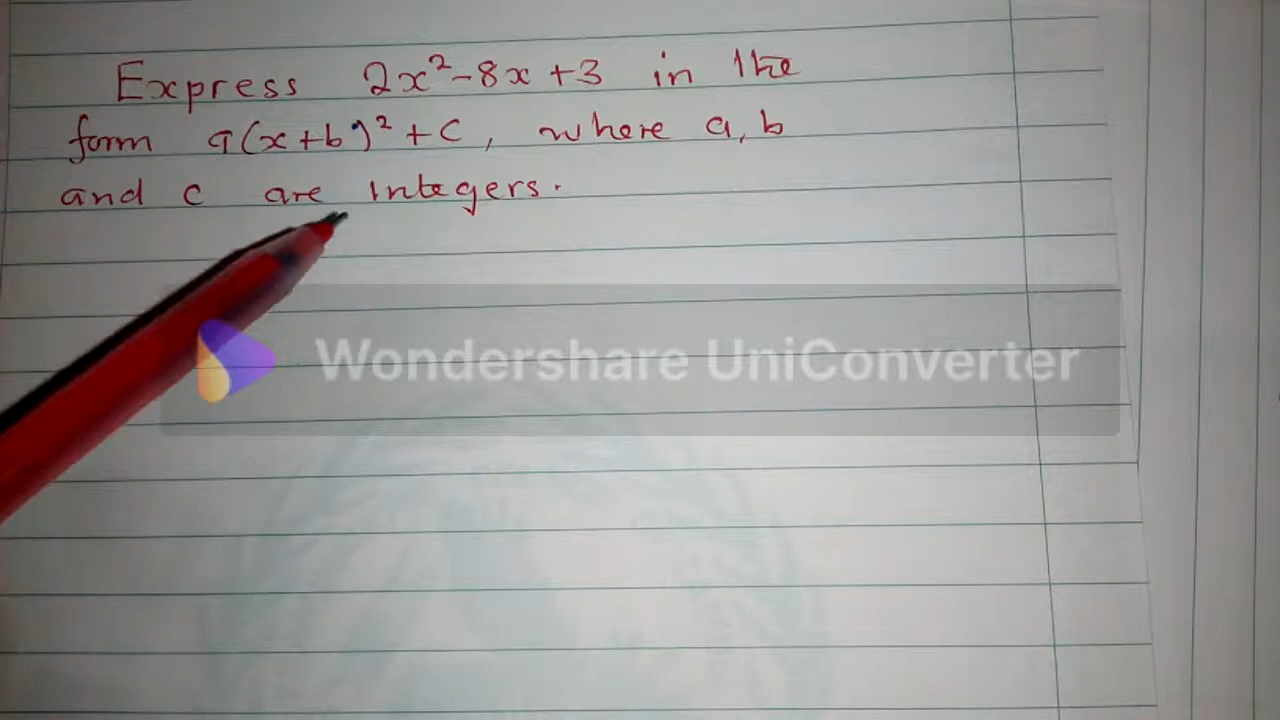 Express 2x²-8x+3 in the
form a(x+b)²+c, where a, b
and c are integers.
Wondershare UniConverter